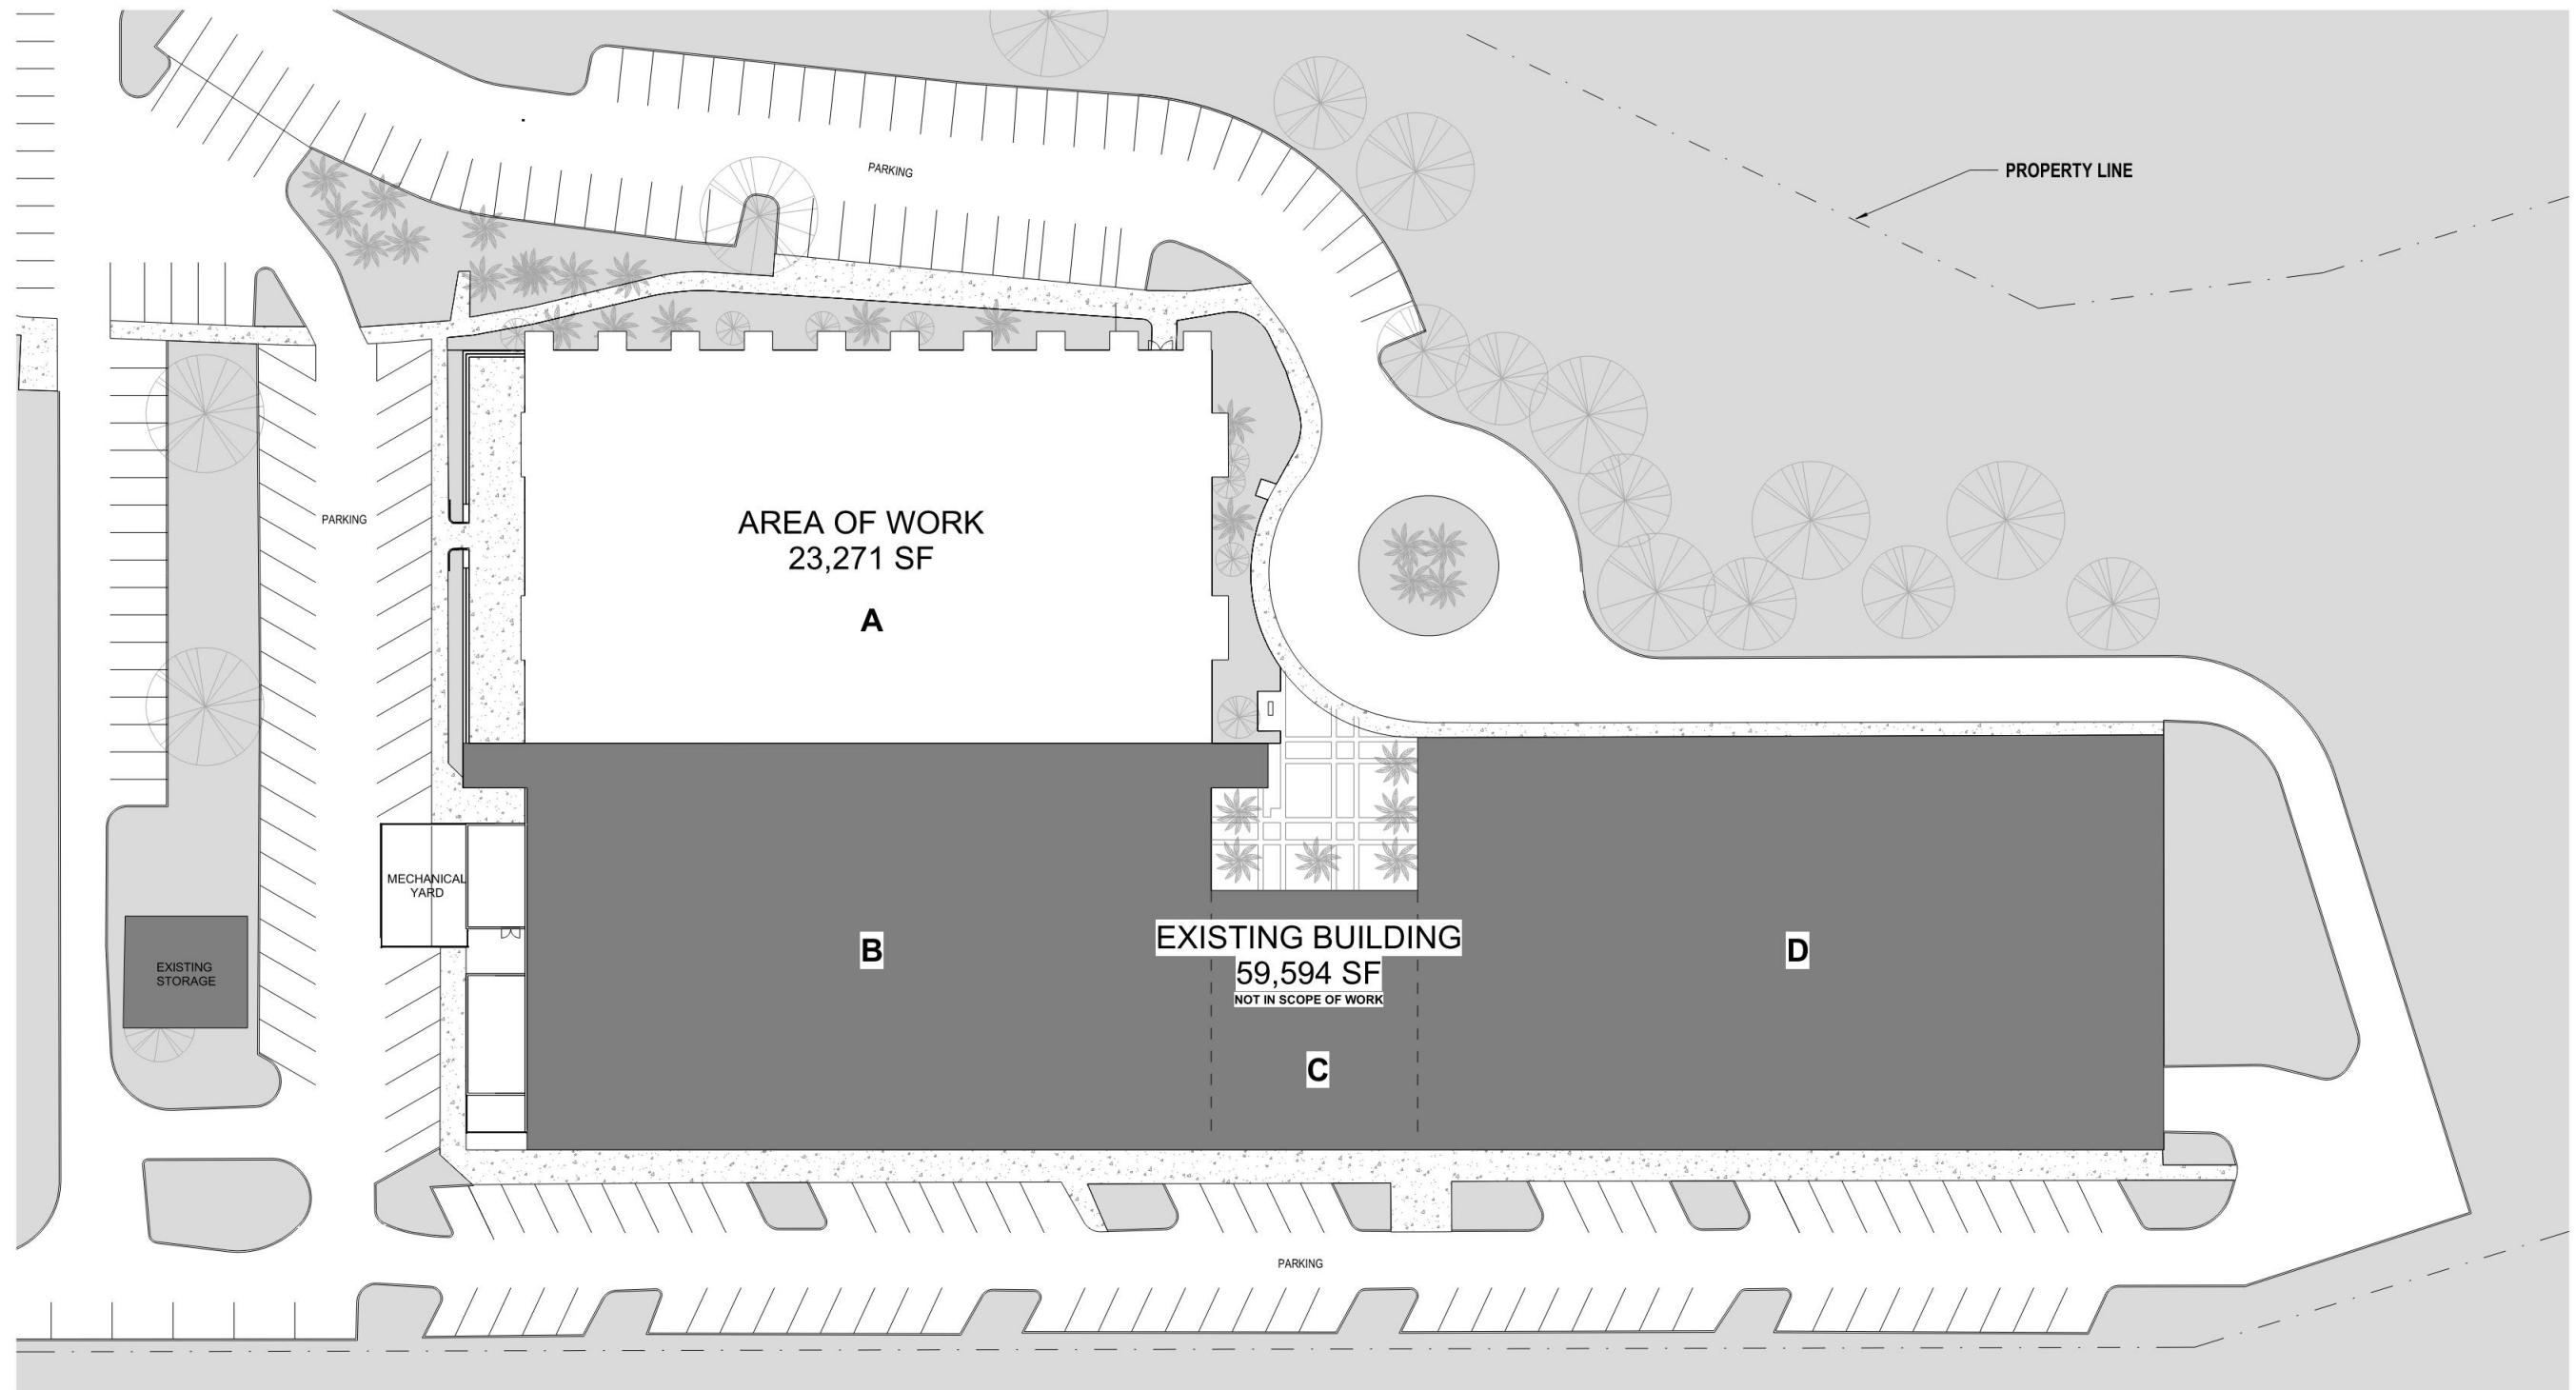 PARKING
PROPERTY LINE
PARKING
AREA OF WORK
23,271 SF
A
MECHANICAL
YARD
EXISTING
STORAGE
B
EXISTING BUILDING
59,594 SF
NOT IN SCOPE OF WORK
C
D
PARKING